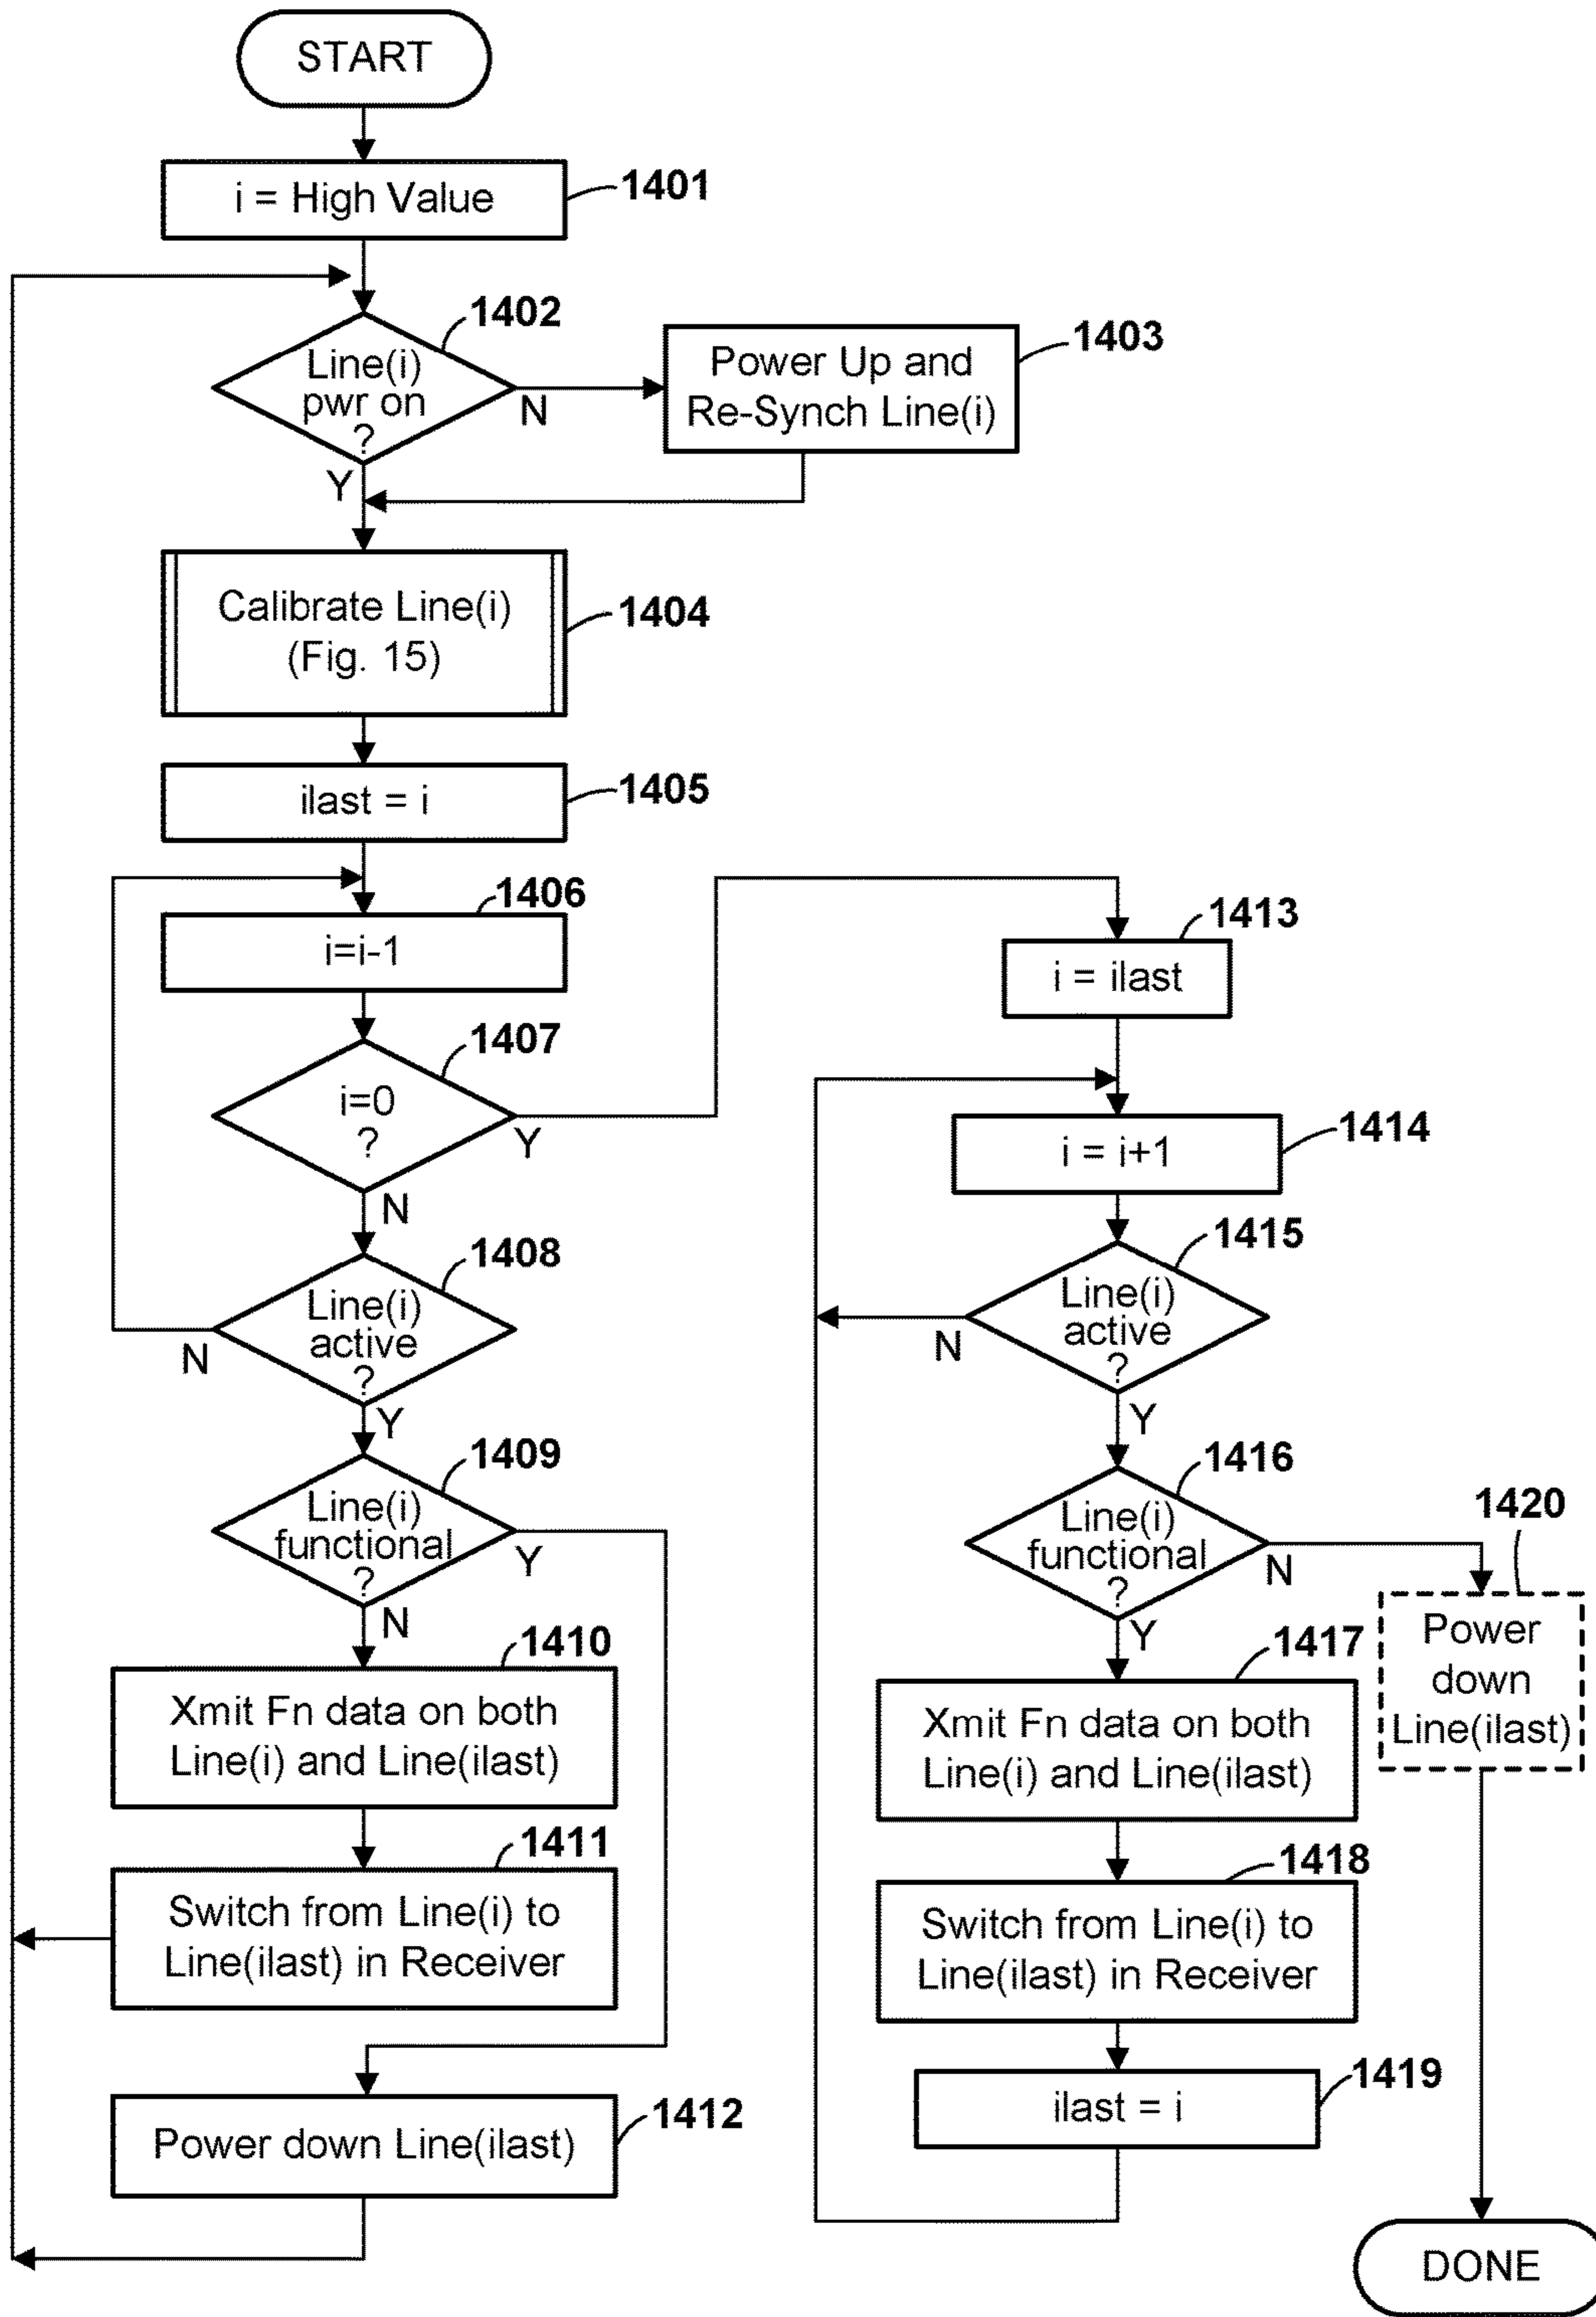 START
i = High Value
1401
1402
Line(i)
pwr on
?
N
Y
Power Up and
Re-Synch Line(i)
1403
Calibrate Line(i)
(Fig. 15)
1404
ilast = i
1405
1406
i=i-1
1407
i=0
?
Y
N
1408
Line(i)
active
?
N
Y
1409
Line(i)
functional
?
Y
N
1410
Xmit Fn data on both
Line(i) and Line(ilast)
1411
Switch from Line(i) to
Line(ilast) in Receiver
1412
Power down Line(ilast)
1413
i = ilast
1414
i = i+1
1415
Line(i)
active
?
N
Y
1416
Line(i)
functional
?
N
Y
1417
Xmit Fn data on both
Line(i) and Line(ilast)
1418
Switch from Line(i) to
Line(ilast) in Receiver
1419
ilast = i
1420
Power
down
Line(ilast)
DONE